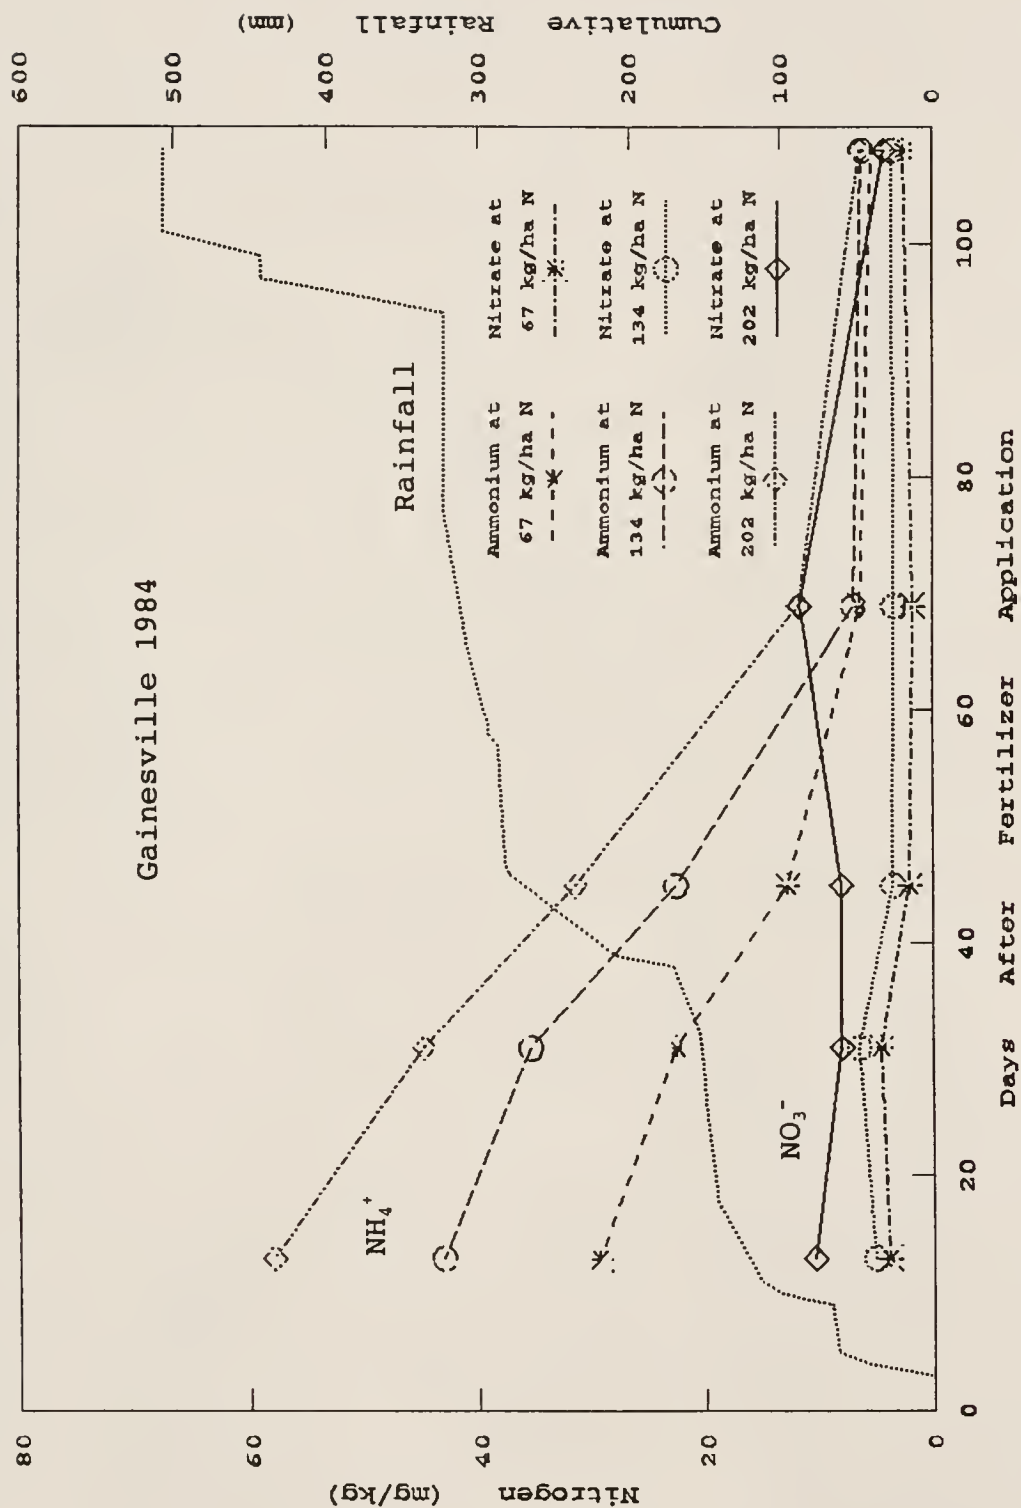 Gainesville 1984
Nitrogen (mg/kg)
80
60
40
20
0
Cumulative Rainfall (mm)
600
500
400
300
200
100
0
Days After Fertilizer Application
0
20
40
60
80
100
Rainfall
NH₄⁺
NO₃⁻
Ammonium at
67 kg/ha N
Ammonium at
134 kg/ha N
Ammonium at
202 kg/ha N
Nitrate at
67 kg/ha N
Nitrate at
134 kg/ha N
Nitrate at
202 kg/ha N